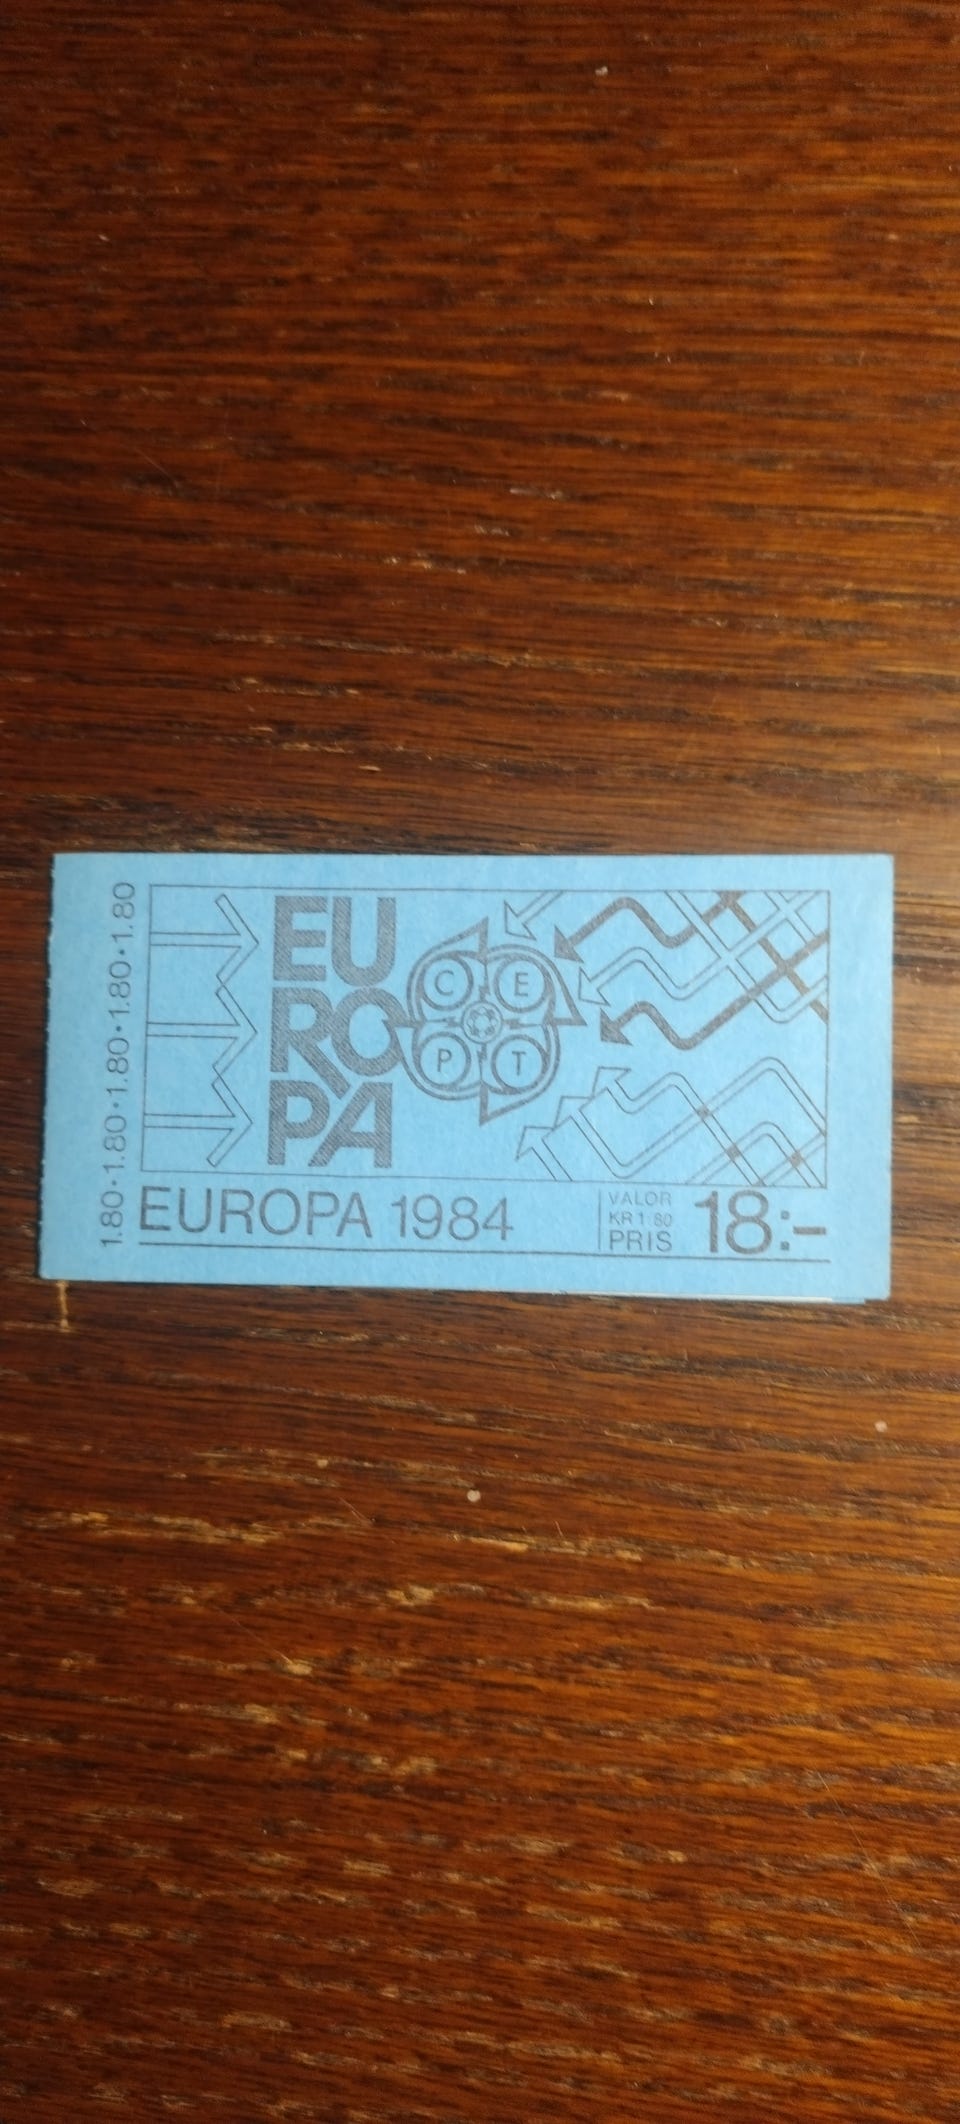 1.80 • 1.80 • 1.80 • 1.80 • 1.80
EU
RO
PA
C E
P T
EUROPA 1984
VALÖR
KR 1:80
PRIS
18:-